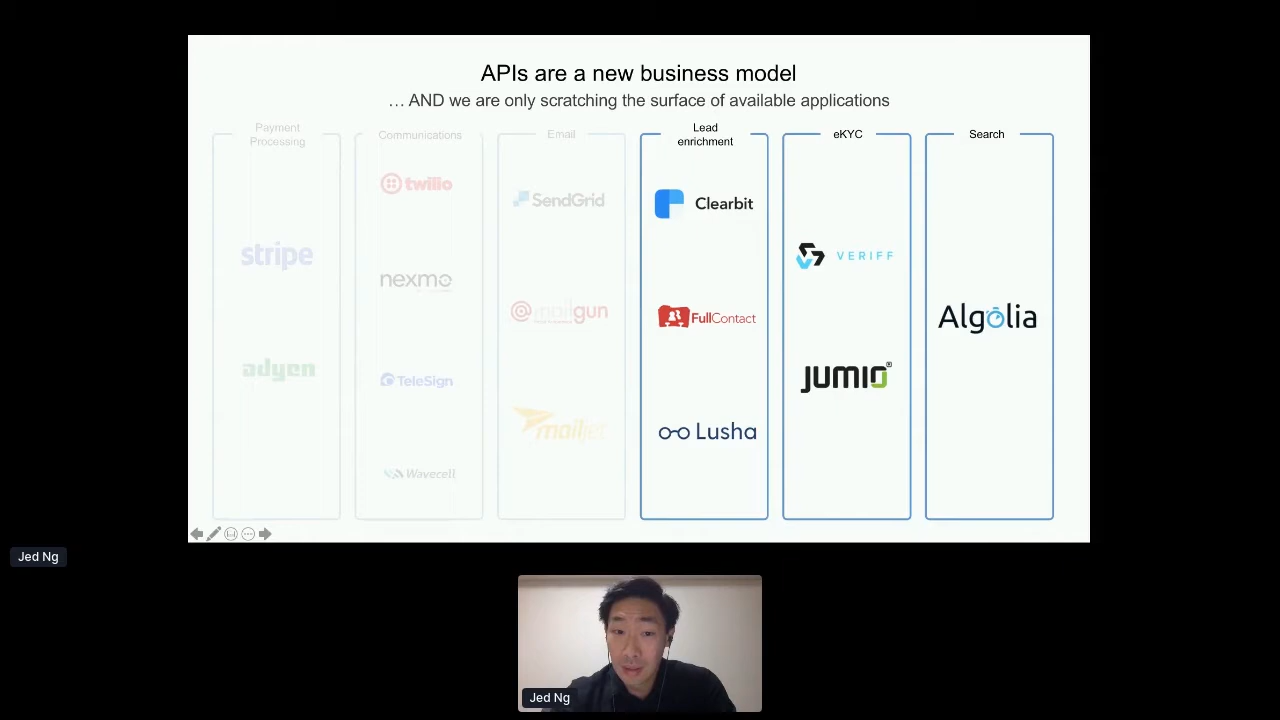 APIs are a new business model
… AND we are only scratching the surface of available applications
Payment
Processing
stripe
adyen
Communications
twilio
nexmo
TeleSign
Wavecell
Email
SendGrid
@mailgun
mailjet
Lead
enrichment
Clearbit
FullContact
Lusha
eKYC
VERIFF
JUMIO
Search
Algolia
Jed Ng
Jed Ng